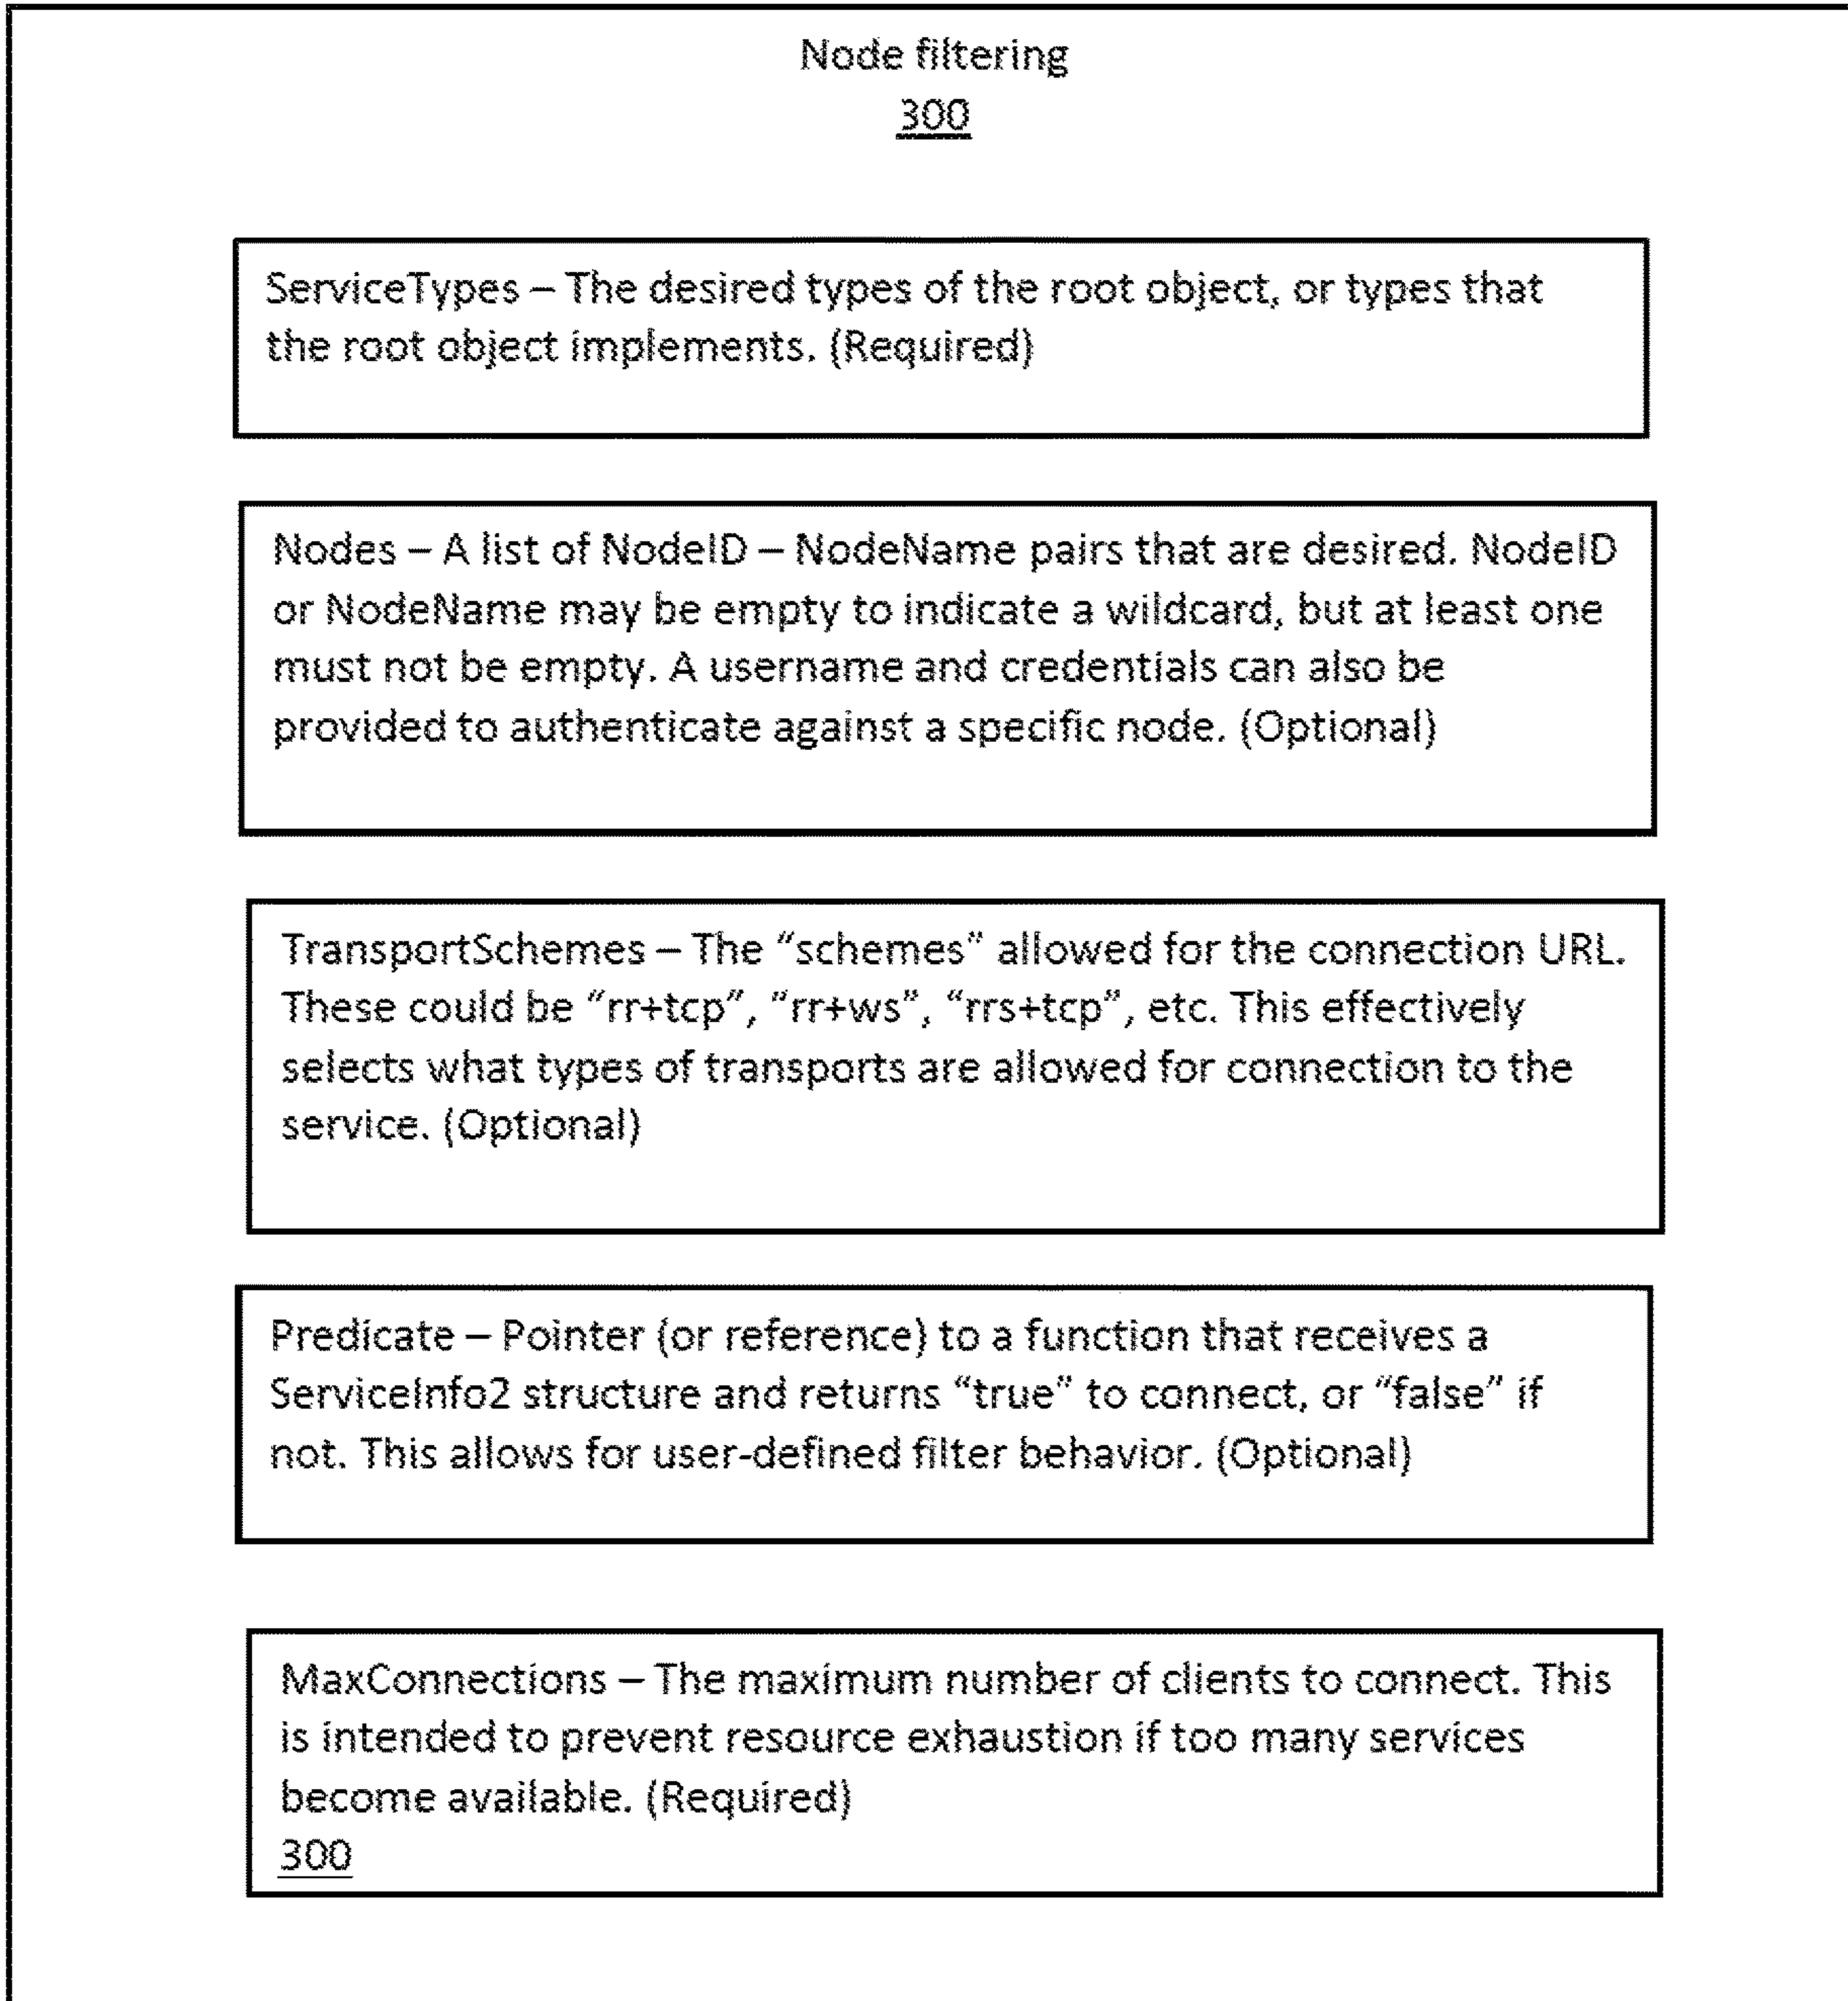 Node filtering
300
ServiceTypes – The desired types of the root object, or types that
the root object implements. (Required)
Nodes – A list of NodeID – NodeName pairs that are desired. NodeID
or NodeName may be empty to indicate a wildcard, but at least one
must not be empty. A username and credentials can also be
provided to authenticate against a specific node. (Optional)
TransportSchemes – The “schemes” allowed for the connection URL.
These could be “rr+tcp”, “rr+ws”, “rrs+tcp”, etc. This effectively
selects what types of transports are allowed for connection to the
service. (Optional)
Predicate – Pointer (or reference) to a function that receives a
ServiceInfo2 structure and returns “true” to connect, or “false” if
not. This allows for user-defined filter behavior. (Optional)
MaxConnections – The maximum number of clients to connect. This
is intended to prevent resource exhaustion if too many services
become available. (Required)
300